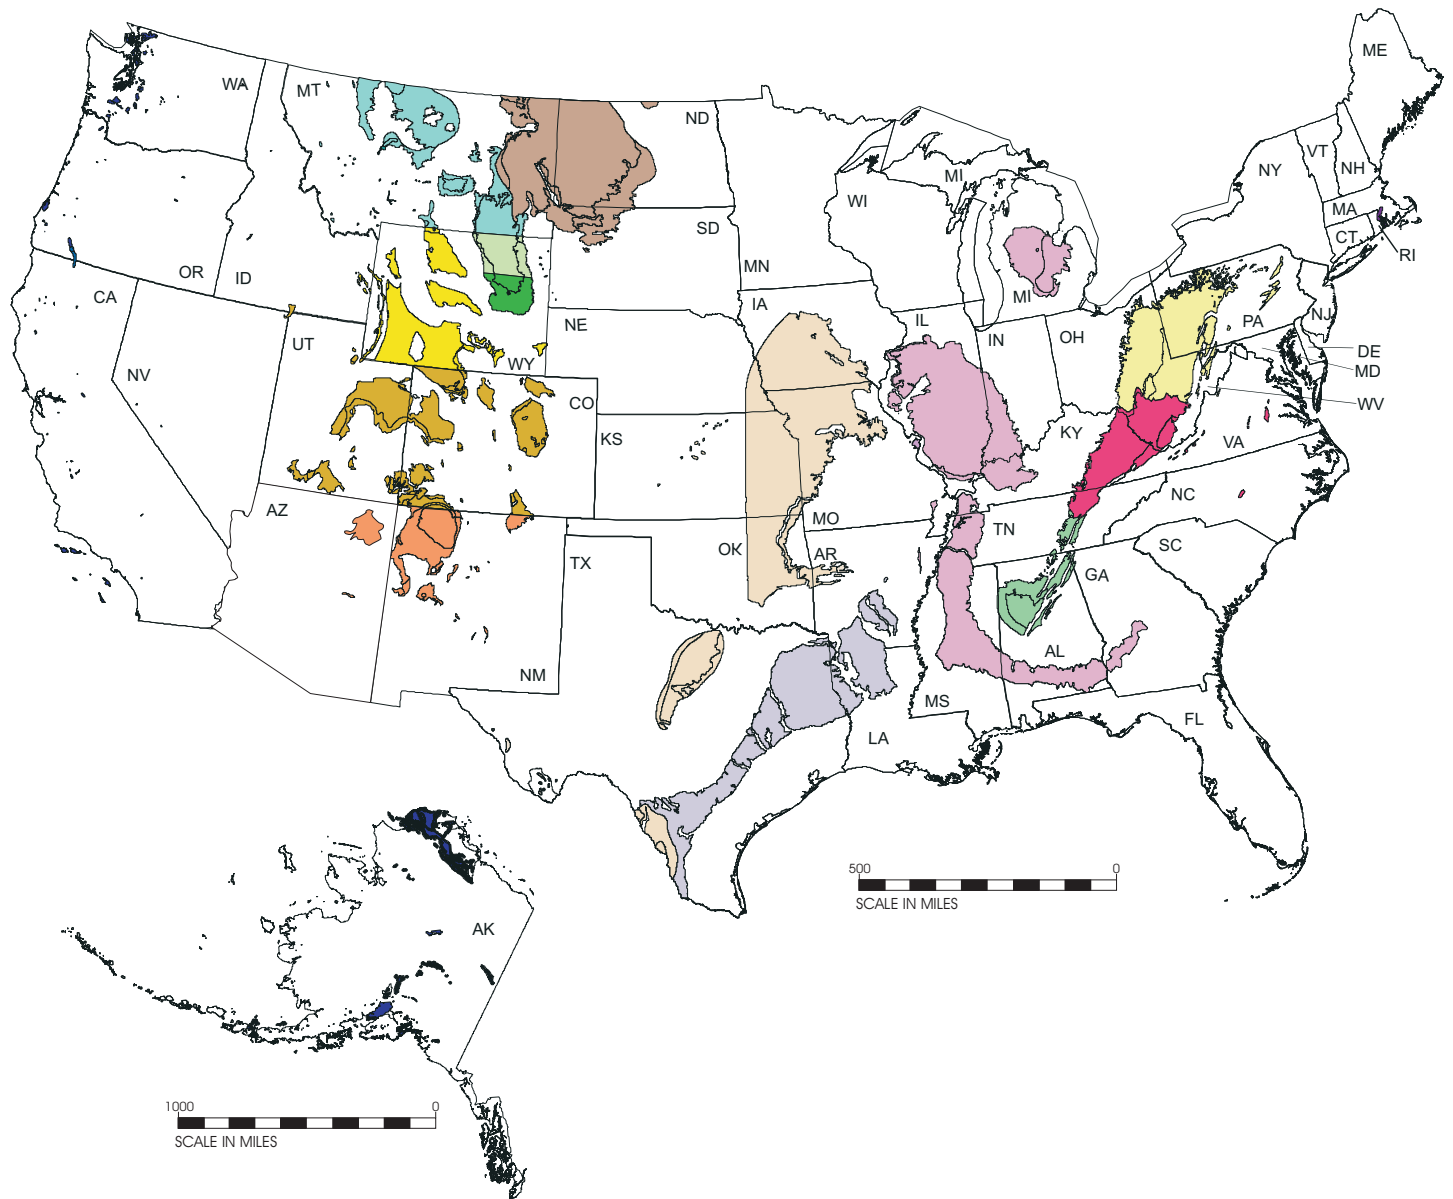 ME
WA
MT
ND
VT
NH
NY
MI
WI
MA
SD
CT
RI
OR
ID
MN
CA
MI
IA
NJ
PA
IL
NE
OH
IN
UT
DE
WY
MD
NV
CO
WV
KS
KY
VA
NC
AZ
MO
TN
SC
OK
AR
TX
GA
AL
NM
MS
FL
LA
500
0
SCALE IN MILES
AK
1000
0
SCALE IN MILES